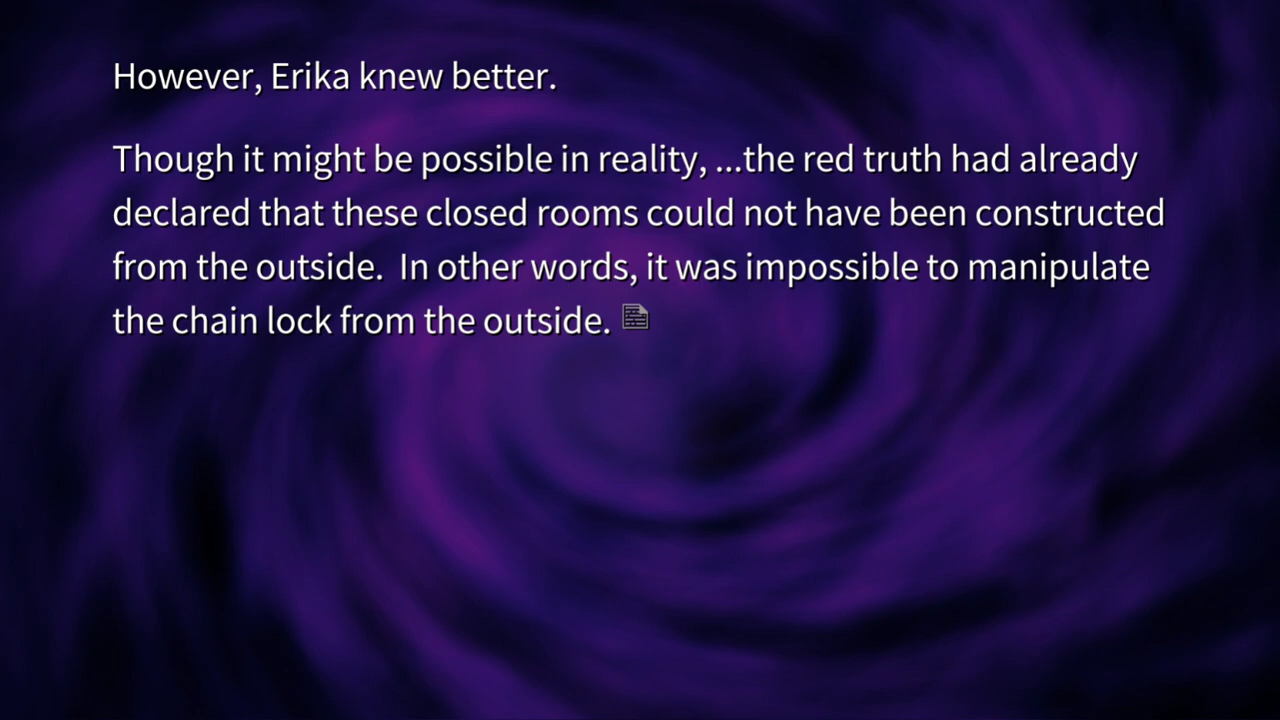 However, Erika knew better.
Though it might be possible in reality, ...the red truth had already
declared that these closed rooms could not have been constructed
from the outside.  In other words, it was impossible to manipulate
the chain lock from the outside.